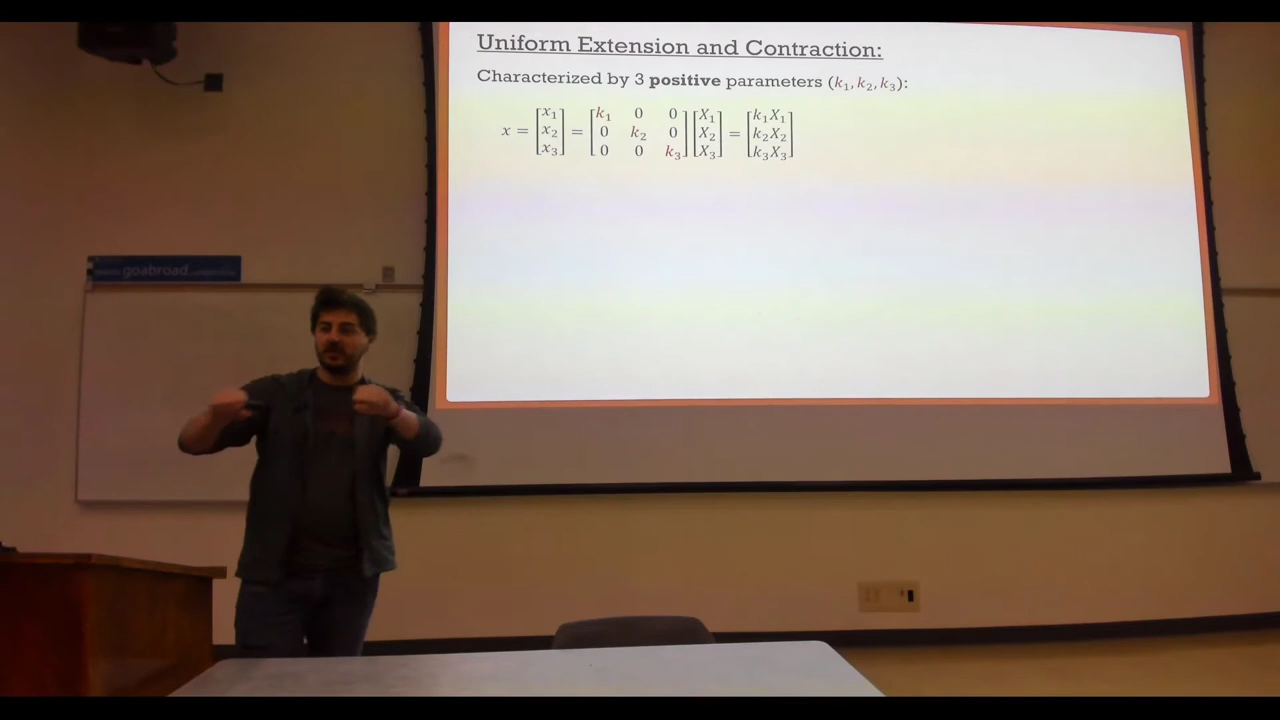 Uniform Extension and Contraction:
Characterized by 3 positive parameters (k₁, k₂, k₃):
x = [x₁ x₂ x₃] = [k₁ 0 0; 0 k₂ 0; 0 0 k₃] [X₁ X₂ X₃] = [k₁X₁ k₂X₂ k₃X₃]
goabroad